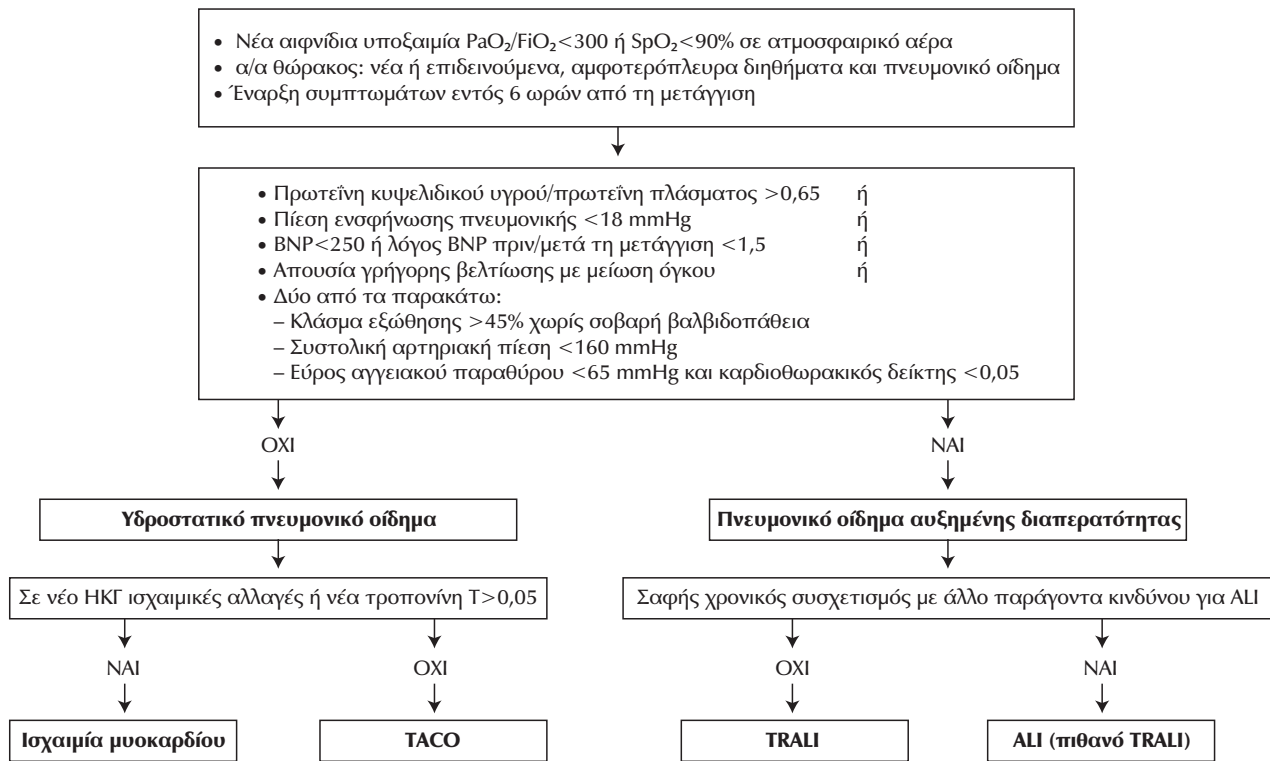 • Νέα αιφνίδια υποξαιμία PaO₂/FiO₂<300 ή SpO₂<90% σε ατμοσφαιρικό αέρα
• α/α θώρακος: νέα ή επιδεινούμενα, αμφοτερόπλευρα διηθήματα και πνευμονικό οίδημα
• Έναρξη συμπτωμάτων εντός 6 ωρών από τη μετάγγιση
• Πρωτεΐνη κυψελιδικού υγρού/πρωτεΐνη πλάσματος >0,65 ή
• Πίεση ενσφήνωσης πνευμονικής <18 mmHg ή
• BNP<250 ή λόγος BNP πριν/μετά τη μετάγγιση <1,5 ή
• Απουσία γρήγορης βελτίωσης με μείωση όγκου ή
• Δύο από τα παρακάτω:
– Κλάσμα εξώθησης >45% χωρίς σοβαρή βαλβιδοπάθεια
– Συστολική αρτηριακή πίεση <160 mmHg
– Εύρος αγγειακού παραθύρου <65 mmHg και καρδιοθωρακικός δείκτης <0,05
ΟΧΙ ΝΑΙ
Υδροστατικό πνευμονικό οίδημα Πνευμονικό οίδημα αυξημένης διαπερατότητας
Σε νέο ΗΚΓ ισχαιμικές αλλαγές ή νέα τροπονίνη Τ>0,05 Σαφής χρονικός συσχετισμός με άλλο παράγοντα κινδύνου για ALI
ΝΑΙ ΟΧΙ ΟΧΙ ΝΑΙ
Ισχαιμία μυοκαρδίου TACO TRALI ALI (πιθανό TRALI)